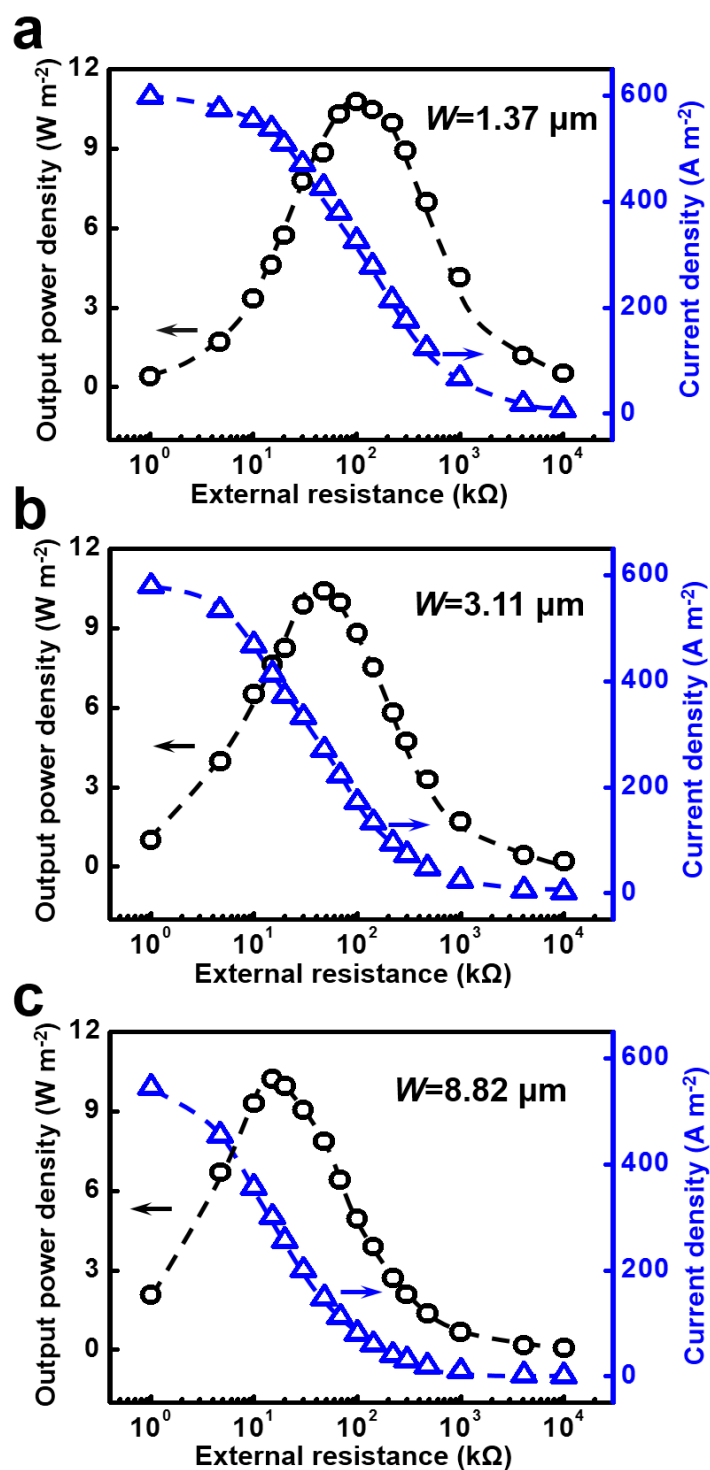 a
W=1.37 μm
Output power density (W m⁻²)
12
9
6
3
0
600
400
200
0
Current density (A m⁻²)
10⁰ 10¹ 10² 10³ 10⁴
External resistance (kΩ)
b
W=3.11 μm
Output power density (W m⁻²)
12
9
6
3
0
600
400
200
0
Current density (A m⁻²)
10⁰ 10¹ 10² 10³ 10⁴
External resistance (kΩ)
c
W=8.82 μm
Output power density (W m⁻²)
12
9
6
3
0
600
400
200
0
Current density (A m⁻²)
10⁰ 10¹ 10² 10³ 10⁴
External resistance (kΩ)